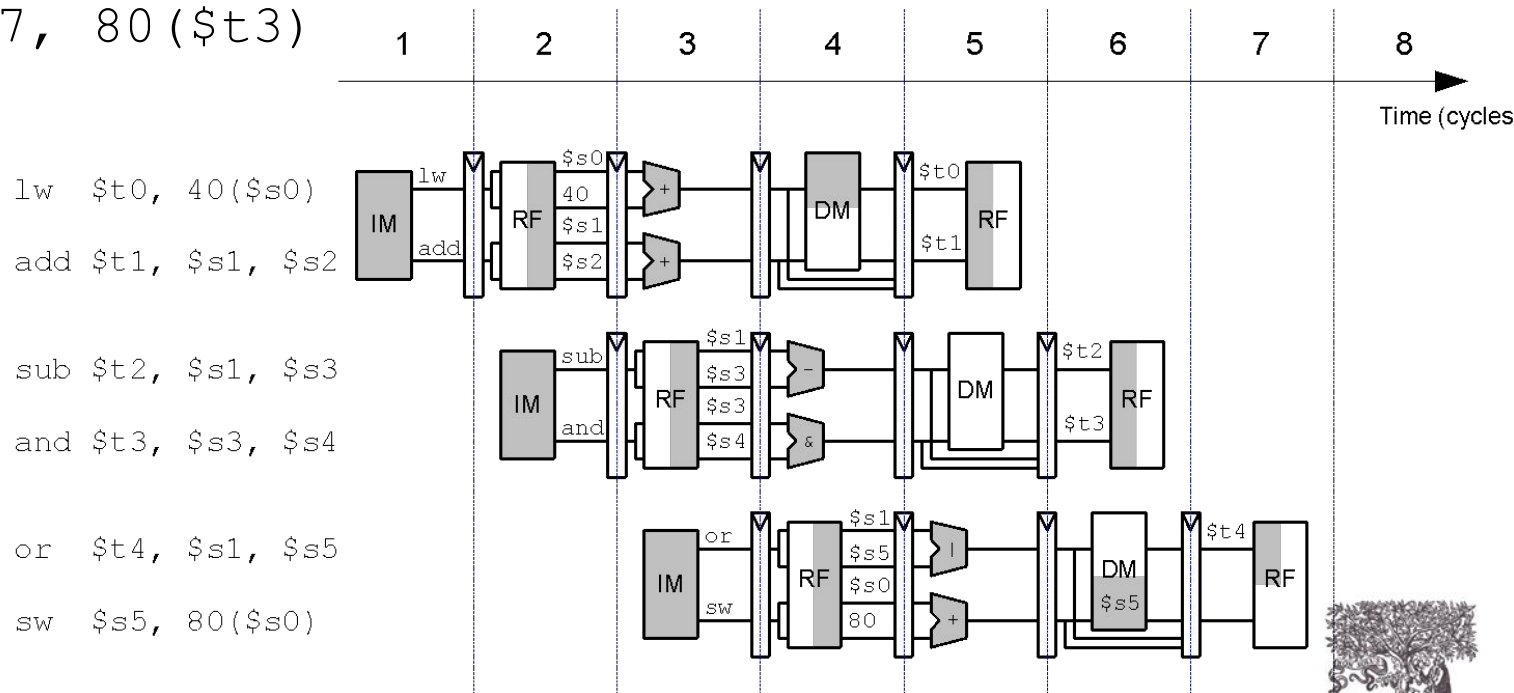 7, 80($t3)
1 2 3 4 5 6 7 8
Time (cycles
lw $t0, 40($s0)
add $t1, $s1, $s2
IM
lw
add
RF
$s0
40
$s1
$s2
+
+
DM
$t0
$t1
RF
sub $t2, $s1, $s3
and $t3, $s3, $s4
IM
sub
and
RF
$s1
$s3
$s3
$s4
-
&
DM
$t2
$t3
RF
or $t4, $s1, $s5
sw $s5, 80($s0)
IM
or
sw
RF
$s1
$s5
$s0
80
|
+
DM
$s5
$t4
RF